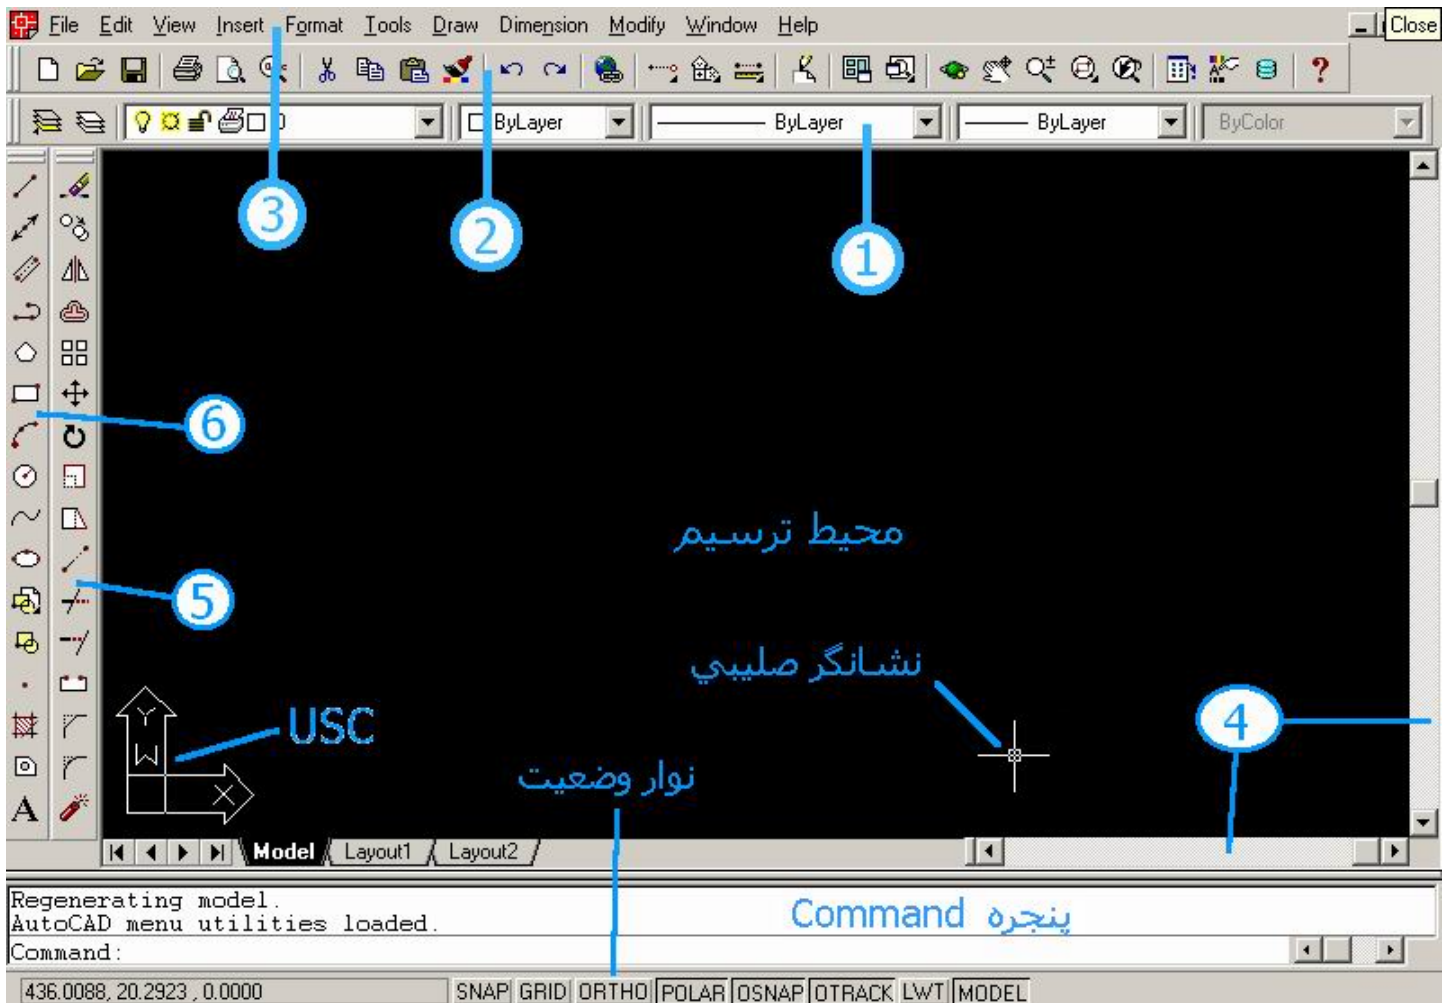 File Edit View Insert Format Tools Draw Dimension Modify Window Help
Close
0 ByLayer ByLayer ByLayer ByColor
3
2
1
6
محیط ترسیم
5
نشانگر صلیبي
4
USC
نوار وضعیت
Y
W
X
A
Model Layout1 Layout2
Regenerating model.
AutoCAD menu utilities loaded.
پنجره Command
Command:
436.0088, 20.2923 , 0.0000 SNAP GRID ORTHO POLAR OSNAP OTRACK LWT MODEL